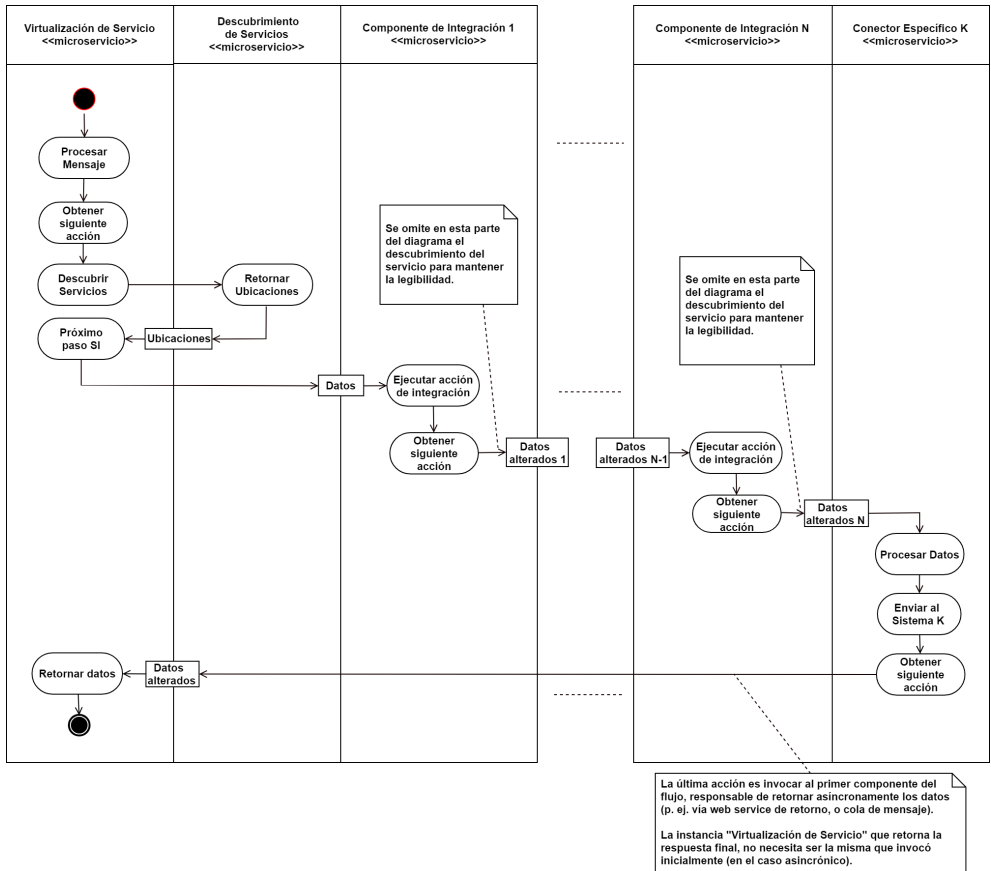 Virtualización de Servicio
<<microservicio>>
Descubrimiento
de Servicios
<<microservicio>>
Componente de Integración 1
<<microservicio>>
Componente de Integración N
<<microservicio>>
Conector Específico K
<<microservicio>>
Procesar
Mensaje
Obtener
siguiente
acción
Descubrir
Servicios
Retornar
Ubicaciones
Próximo
paso SI
Ubicaciones
Se omite en esta parte
del diagrama el
descubrimiento del
servicio para mantener
la legibilidad.
Se omite en esta parte
del diagrama el
descubrimiento del
servicio para mantener
la legibilidad.
Datos
Ejecutar acción
de integración
Obtener
siguiente
acción
Datos
alterados 1
Datos
alterados N-1
Ejecutar acción
de integración
Obtener
siguiente
acción
Datos
alterados N
Procesar Datos
Enviar al
Sistema K
Obtener
siguiente
acción
Datos
alterados
Retornar datos
La última acción es invocar al primer componente del
flujo, responsable de retornar asíncronamente los datos
(p. ej. vía web service de retorno, o cola de mensaje).
La instancia "Virtualización de Servicio" que retorna la
respuesta final, no necesita ser la misma que invocó
inicialmente (en el caso asincrónico).